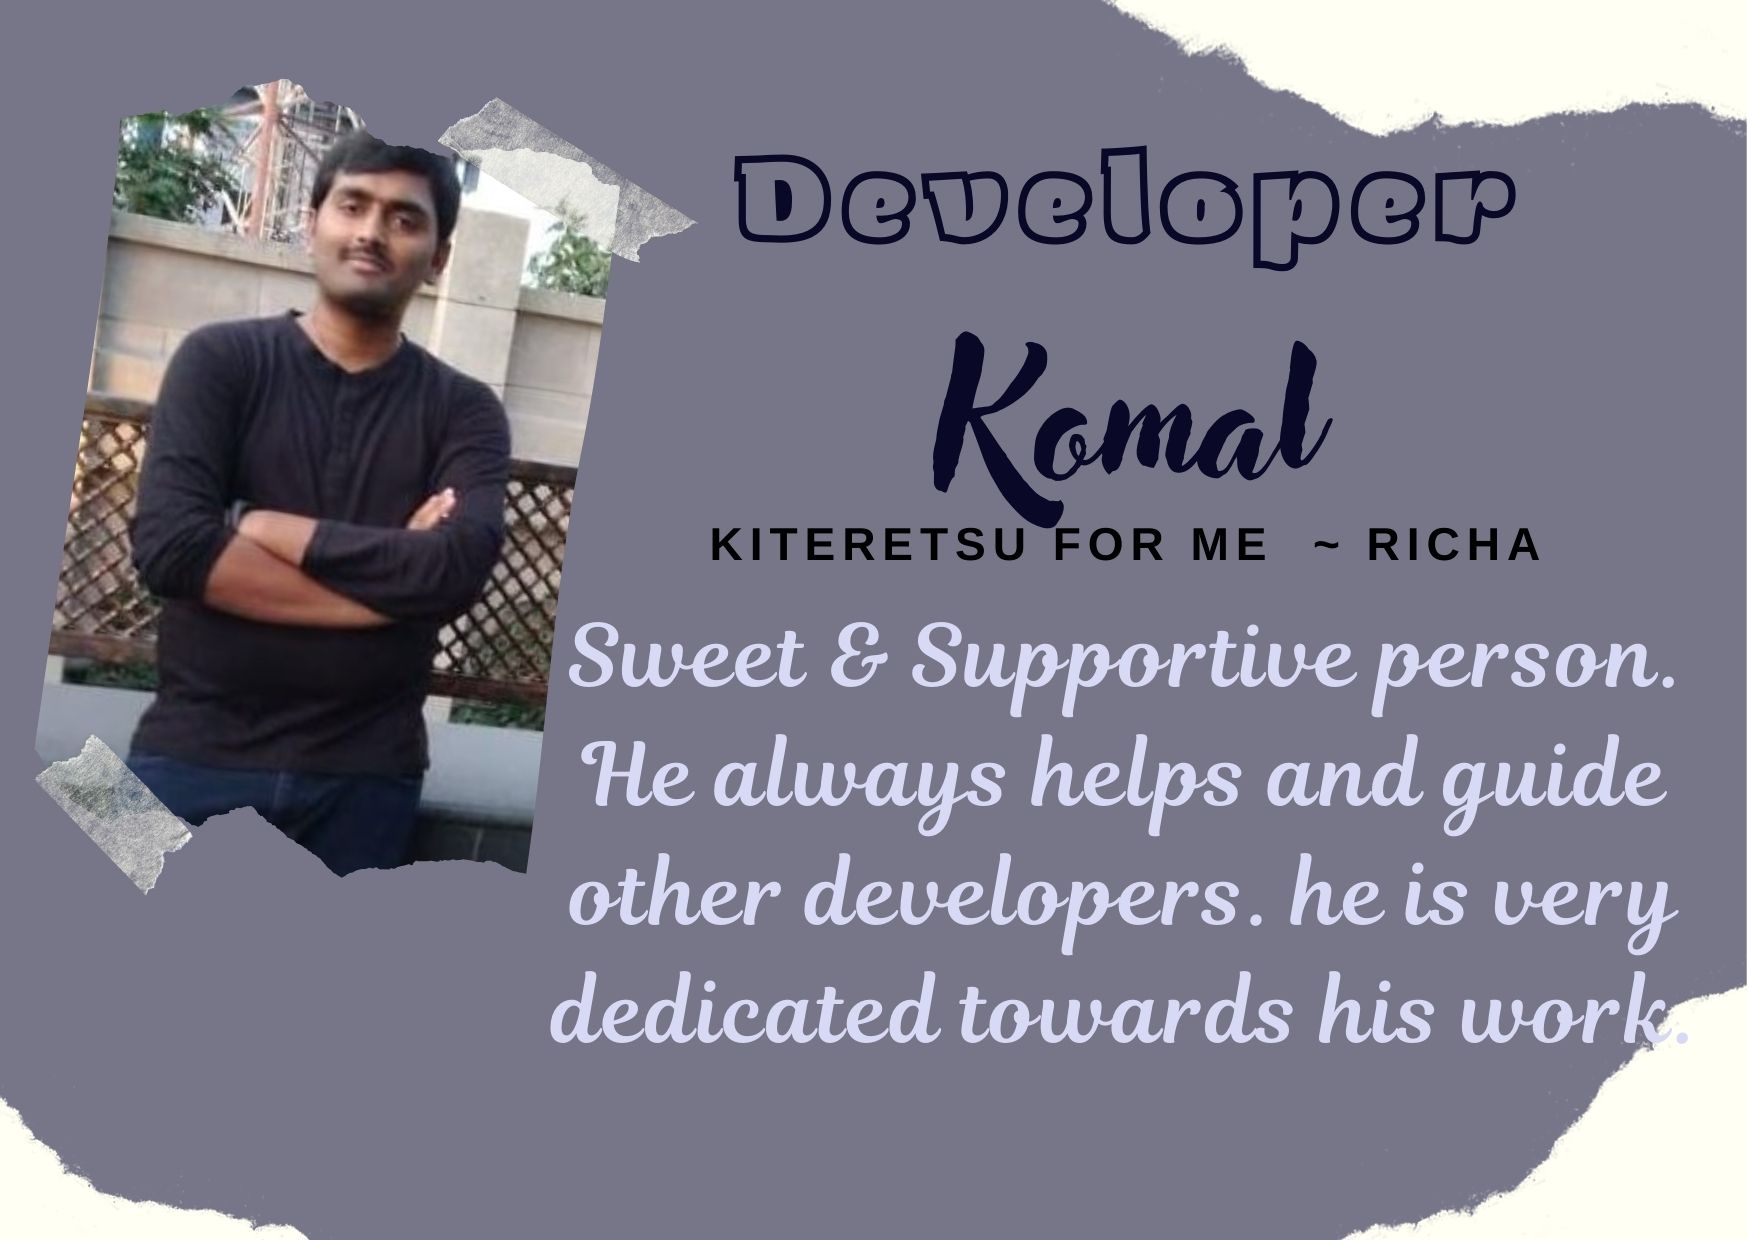 Developer
Komal
KITERETSU FOR ME ~ RICHA
Sweet & Supportive person.
He always helps and guide
other developers. he is very
dedicated towards his work.